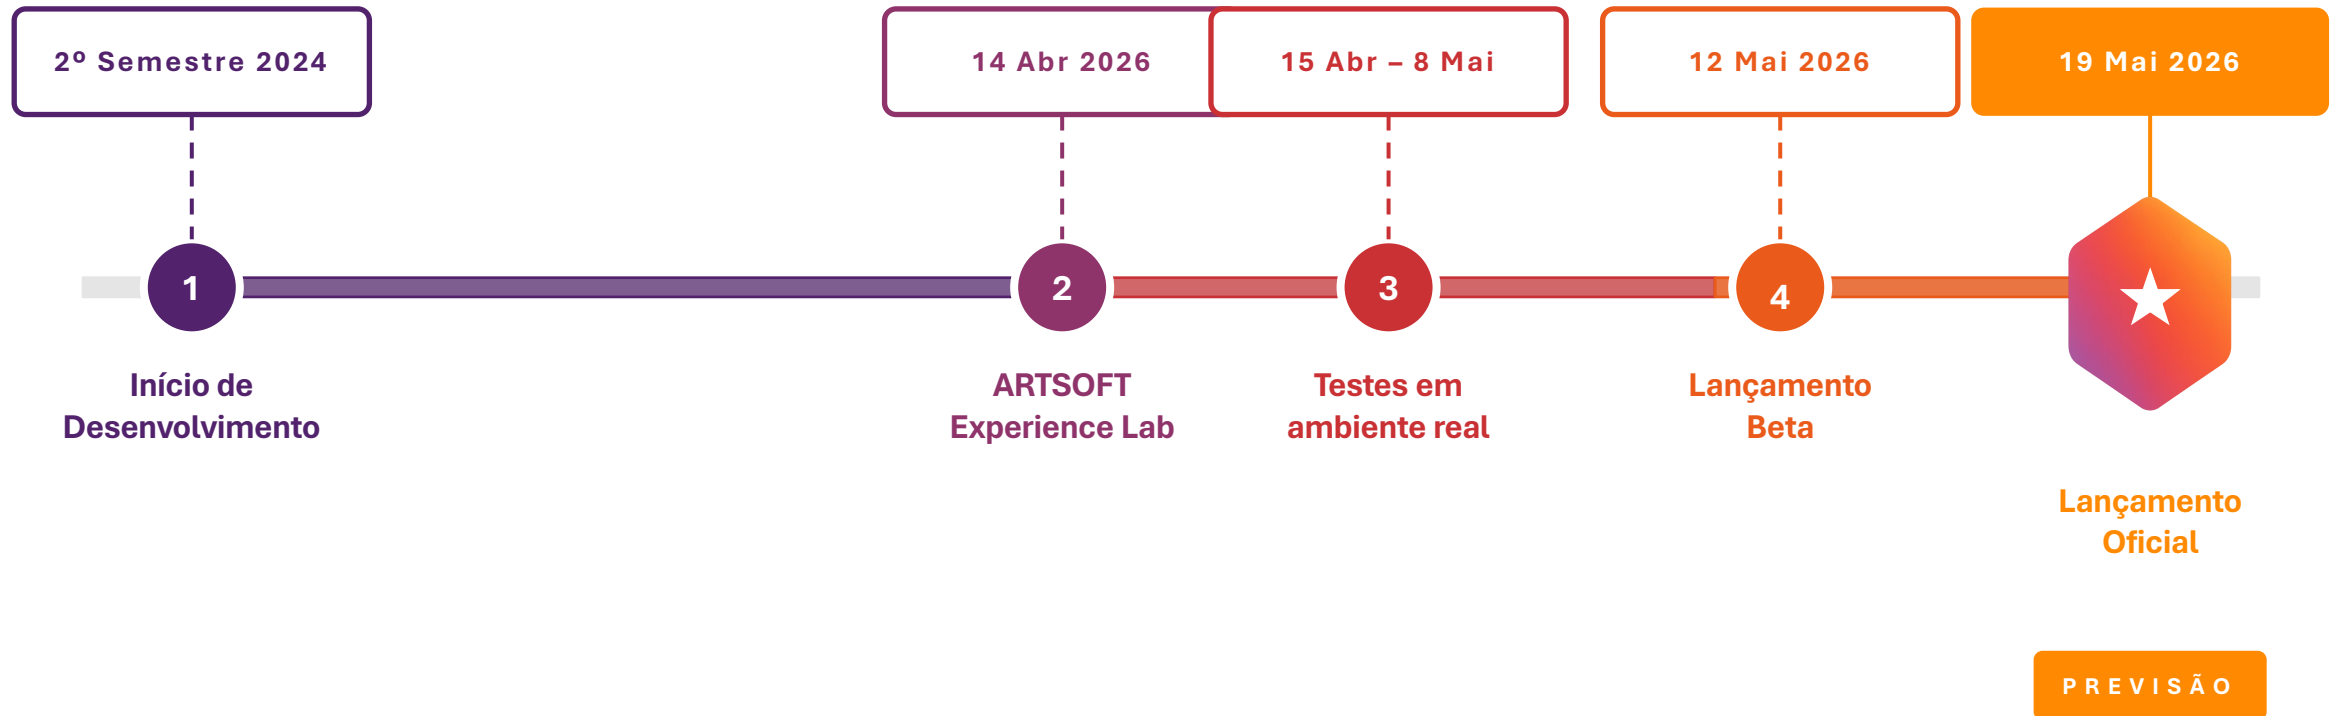 2º Semestre 2024
14 Abr 2026
15 Abr – 8 Mai
12 Mai 2026
19 Mai 2026
1
2
3
4
Início de
Desenvolvimento
ARTSOFT
Experience Lab
Testes em
ambiente real
Lançamento
Beta
Lançamento
Oficial
PREVISÃO